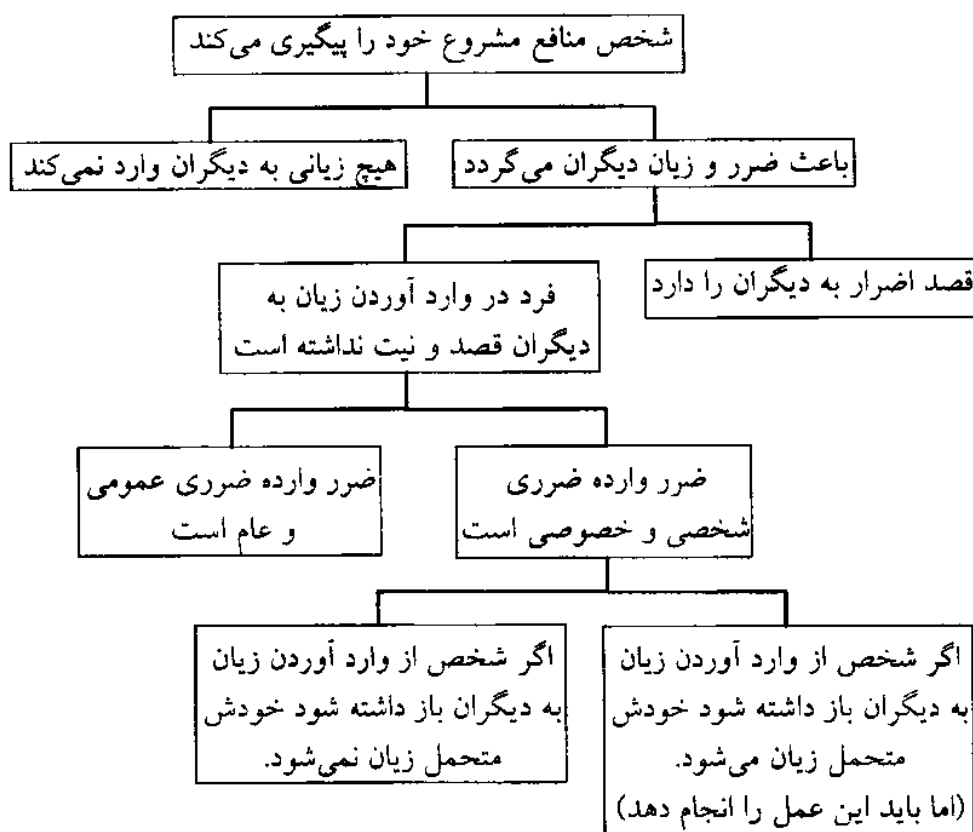 شخص منافع مشروع خود را پیگیری می‌کند
باعث ضرر و زیان دیگران می‌گردد
هیچ زیانی به دیگران وارد نمی‌کند
قصد اضرار به دیگران را دارد
فرد در وارد آوردن زیان به
دیگران قصد و نیت نداشته است
ضرر وارده ضرری
شخصی و خصوصی است
ضرر وارده ضرری عمومی
و عام است
اگر شخص از وارد آوردن زیان
به دیگران باز داشته شود خودش
متحمل زیان می‌شود.
(اما باید این عمل را انجام دهد)
اگر شخص از وارد آوردن زیان
به دیگران باز داشته شود خودش
متحمل زیان نمی‌شود.